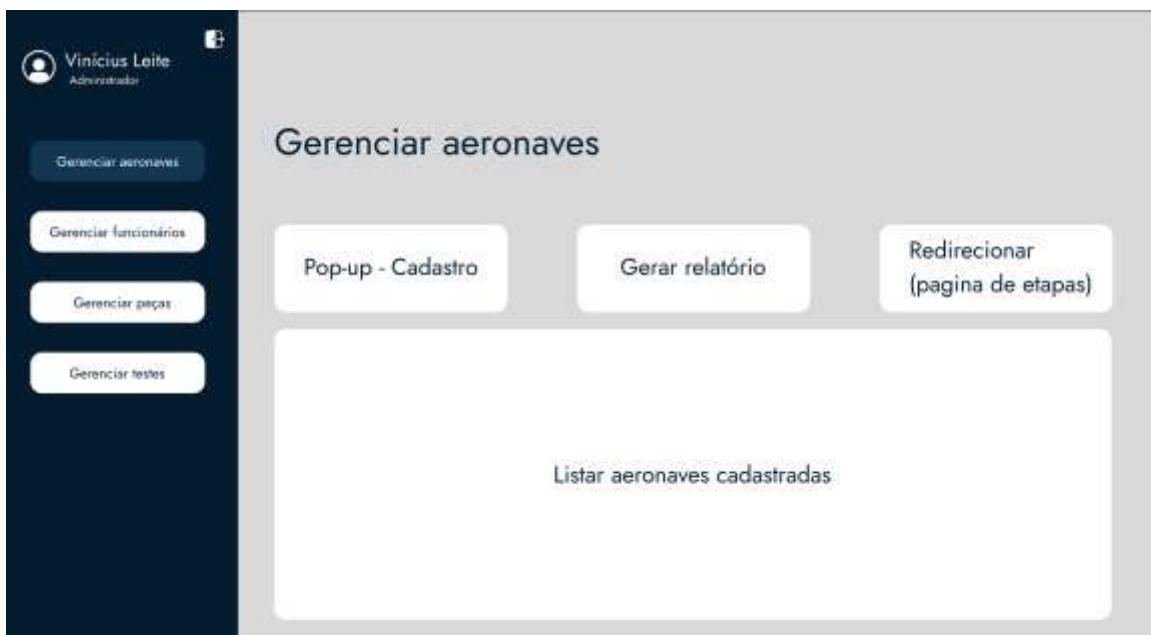 Vinícius Leite
Administrador
Gerenciar aeronaves
Gerenciar funcionários
Gerenciar peças
Gerenciar testes
Gerenciar aeronaves
Pop-up - Cadastro
Gerar relatório
Redirecionar
(pagina de etapas)
Listar aeronaves cadastradas